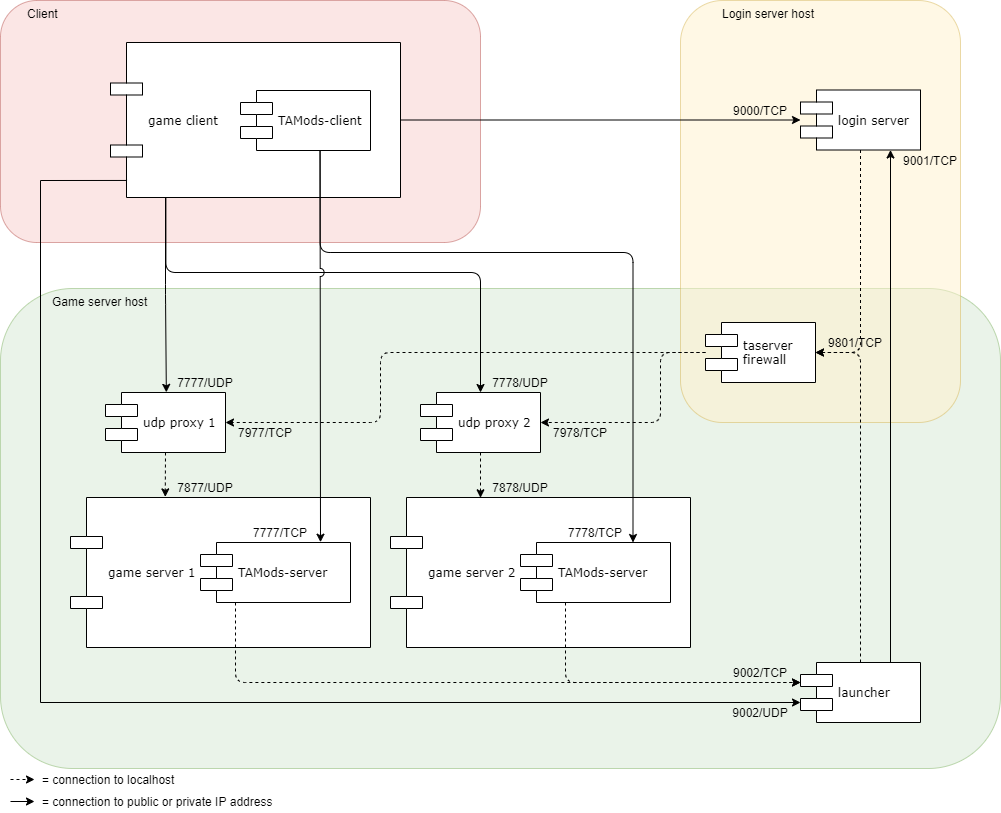 Client
Login server host
game client
TAMods-client
9000/TCP
login server
9001/TCP
Game server host
taserver
firewall
9801/TCP
7777/UDP
7778/UDP
udp proxy 1
udp proxy 2
7977/TCP
7978/TCP
7877/UDP
7878/UDP
7777/TCP
7778/TCP
game server 1
TAMods-server
game server 2
TAMods-server
9002/TCP
launcher
9002/UDP
= connection to localhost
= connection to public or private IP address